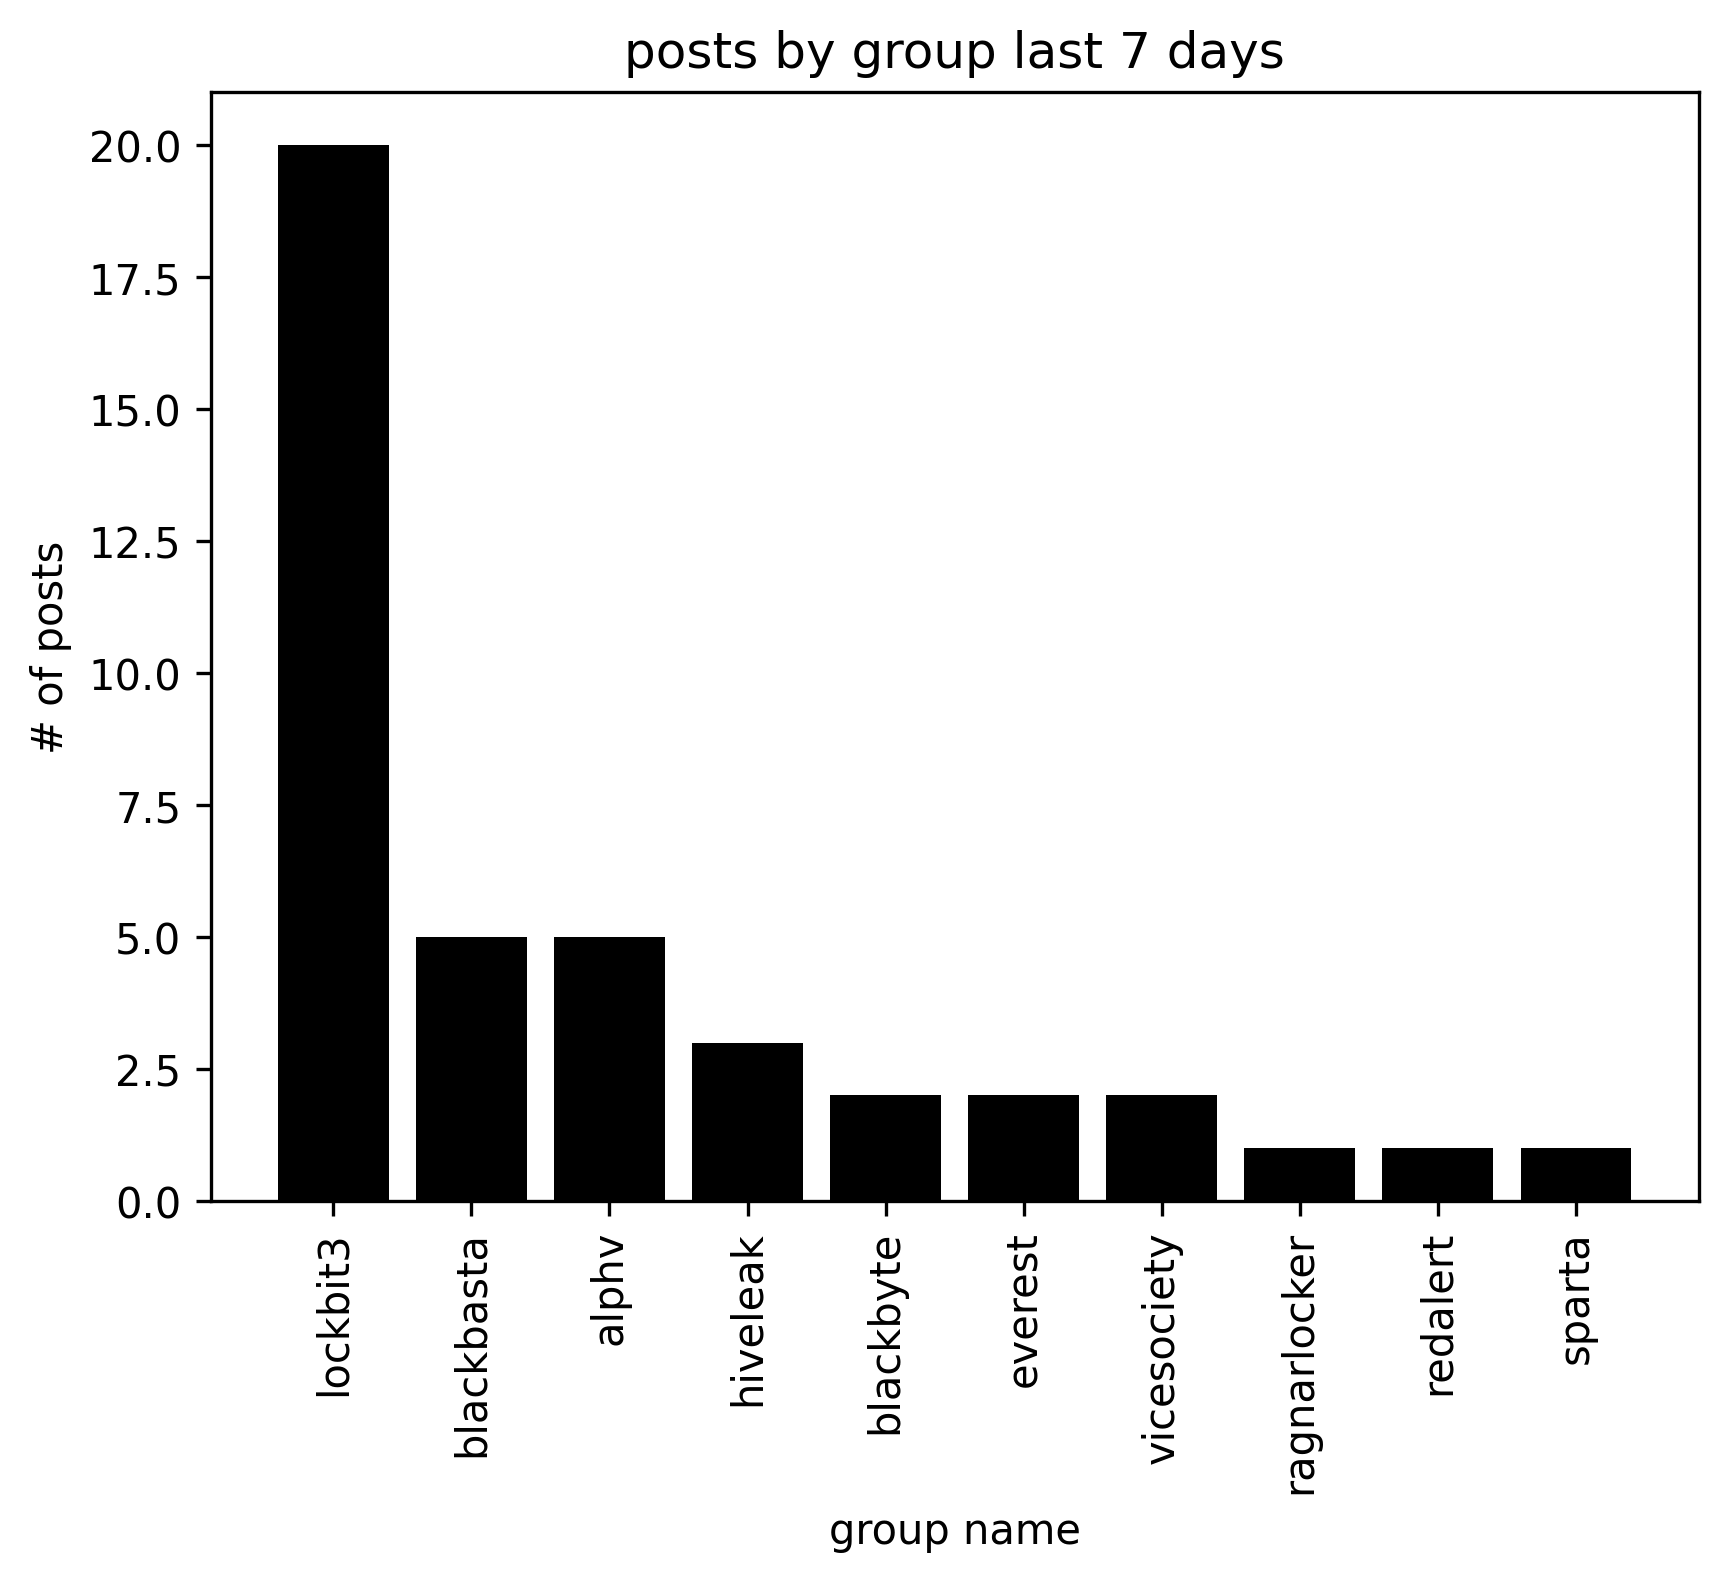 posts by group last 7 days
20.0
17.5
15.0
12.5
10.0
7.5
5.0
2.5
0.0
# of posts
lockbit3
blackbasta
alphv
hiveleak
blackbyte
everest
vicesociety
ragnarlocker
redalert
sparta
group name